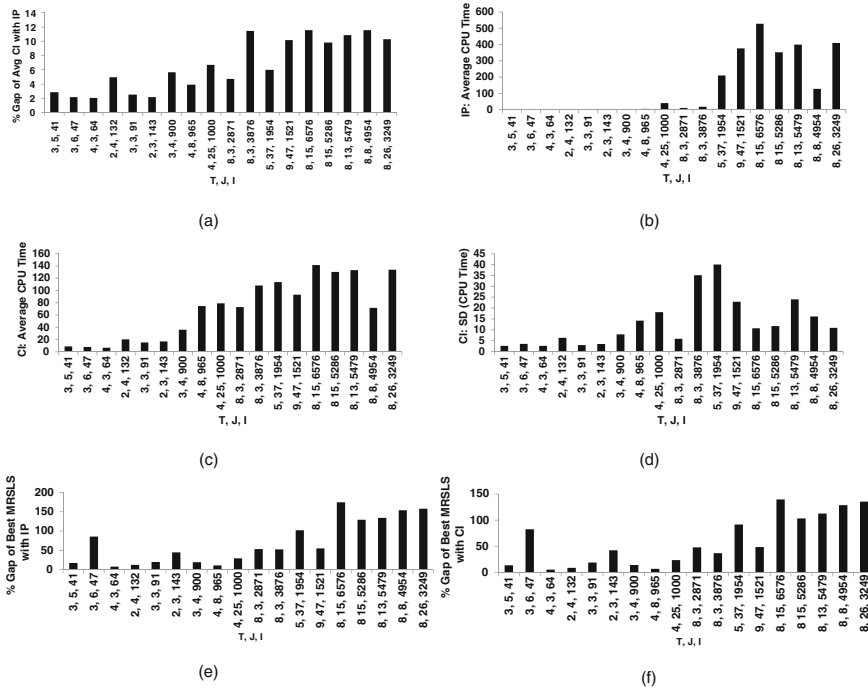 % Gap of Avg CI with IP
14
12
10
8
6
4
2
0
3, 5, 41
3, 6, 47
4, 3, 64
2, 4, 132
3, 3, 91
2, 3, 143
3, 4, 900
4, 8, 965
4, 25, 1000
8, 3, 2871
8, 3, 3876
5, 37, 1954
9, 47, 1521
8, 15, 6576
8 15, 5286
8, 13, 5479
8, 8, 4954
8, 26, 3249
T, J, I
(a)
IP: Average CPU Time
600
500
400
300
200
100
0
3, 5, 41
3, 6, 47
4, 3, 64
2, 4, 132
3, 3, 91
2, 3, 143
3, 4, 900
4, 8, 965
4, 25, 1000
8, 3, 2871
8, 3, 3876
5, 37, 1954
9, 47, 1521
8, 15, 6576
8 15, 5286
8, 13, 5479
8, 8, 4954
8, 26, 3249
T, J, I
(b)
CI: Average CPU Time
160
140
120
100
80
60
40
20
0
3, 5, 41
3, 6, 47
4, 3, 64
2, 4, 132
3, 3, 91
2, 3, 143
3, 4, 900
4, 8, 965
4, 25, 1000
8, 3, 2871
8, 3, 3876
5, 37, 1954
9, 47, 1521
8, 15, 6576
8 15, 5286
8, 13, 5479
8, 8, 4954
8, 26, 3249
T, J, I
(c)
CI: SD (CPU Time)
45
40
35
30
25
20
15
10
5
0
3, 5, 41
3, 6, 47
4, 3, 64
2, 4, 132
3, 3, 91
2, 3, 143
3, 4, 900
4, 8, 965
4, 25, 1000
8, 3, 2871
8, 3, 3876
5, 37, 1954
9, 47, 1521
8, 15, 6576
8 15, 5286
8, 13, 5479
8, 8, 4954
8, 26, 3249
T, J, I
(d)
% Gap of Best MRSLS
with IP
200
150
100
50
0
3, 5, 41
3, 6, 47
4, 3, 64
2, 4, 132
3, 3, 91
2, 3, 143
3, 4, 900
4, 8, 965
4, 25, 1000
8, 3, 2871
8, 3, 3876
5, 37, 1954
9, 47, 1521
8, 15, 6576
8 15, 5286
8, 13, 5479
8, 8, 4954
8, 26, 3249
T, J, I
(e)
% Gap of Best MRSLS
with CI
150
100
50
0
3, 5, 41
3, 6, 47
4, 3, 64
2, 4, 132
3, 3, 91
2, 3, 143
3, 4, 900
4, 8, 965
4, 25, 1000
8, 3, 2871
8, 3, 3876
5, 37, 1954
9, 47, 1521
8, 15, 6576
8 15, 5286
8, 13, 5479
8, 8, 4954
8, 26, 3249
T, J, I
(f)